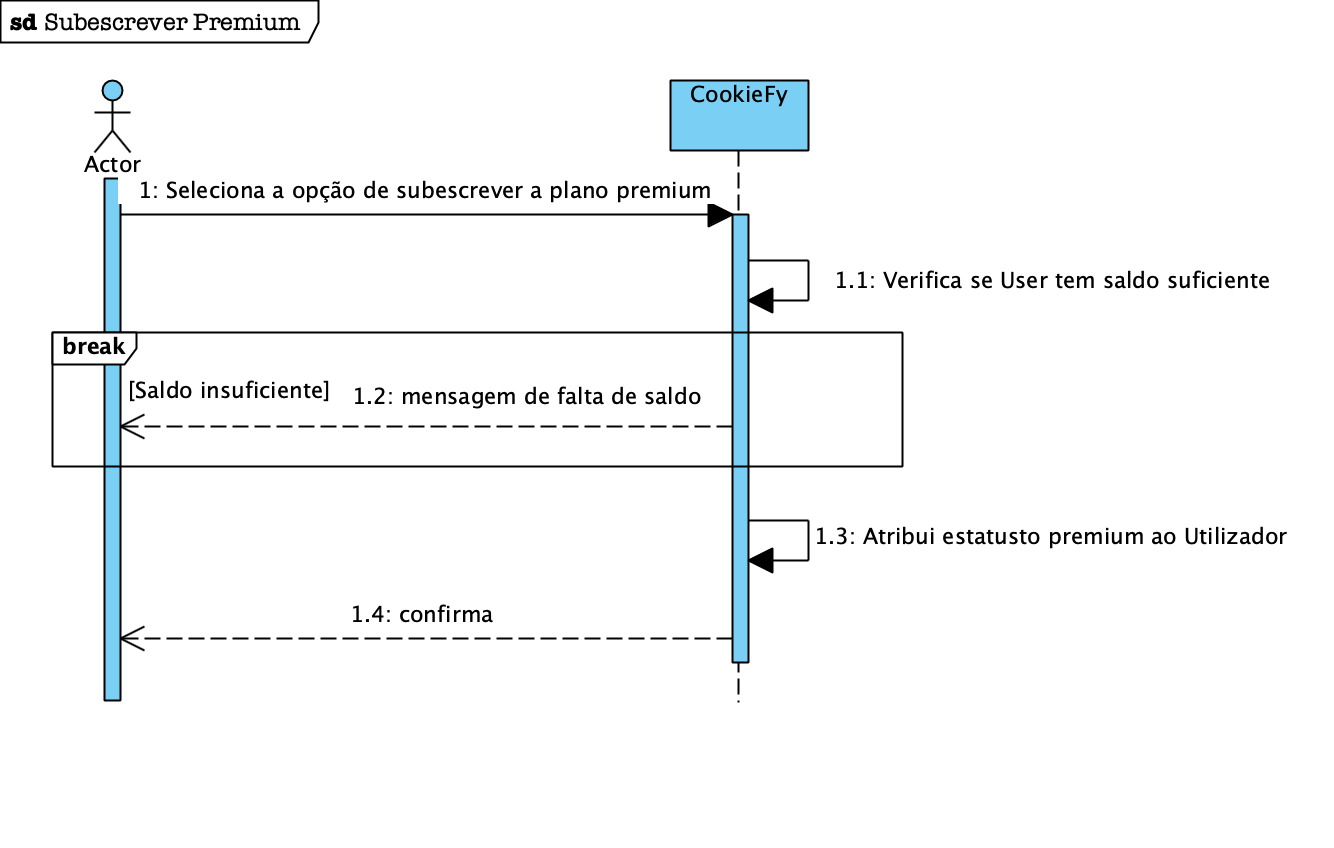 sd Subescrever Premium
CookieFy
Actor
1: Seleciona a opção de subescrever a plano premium
1.1: Verifica se User tem saldo suficiente
break
[Saldo insuficiente]
1.2: mensagem de falta de saldo
1.3: Atribui estatusto premium ao Utilizador
1.4: confirma